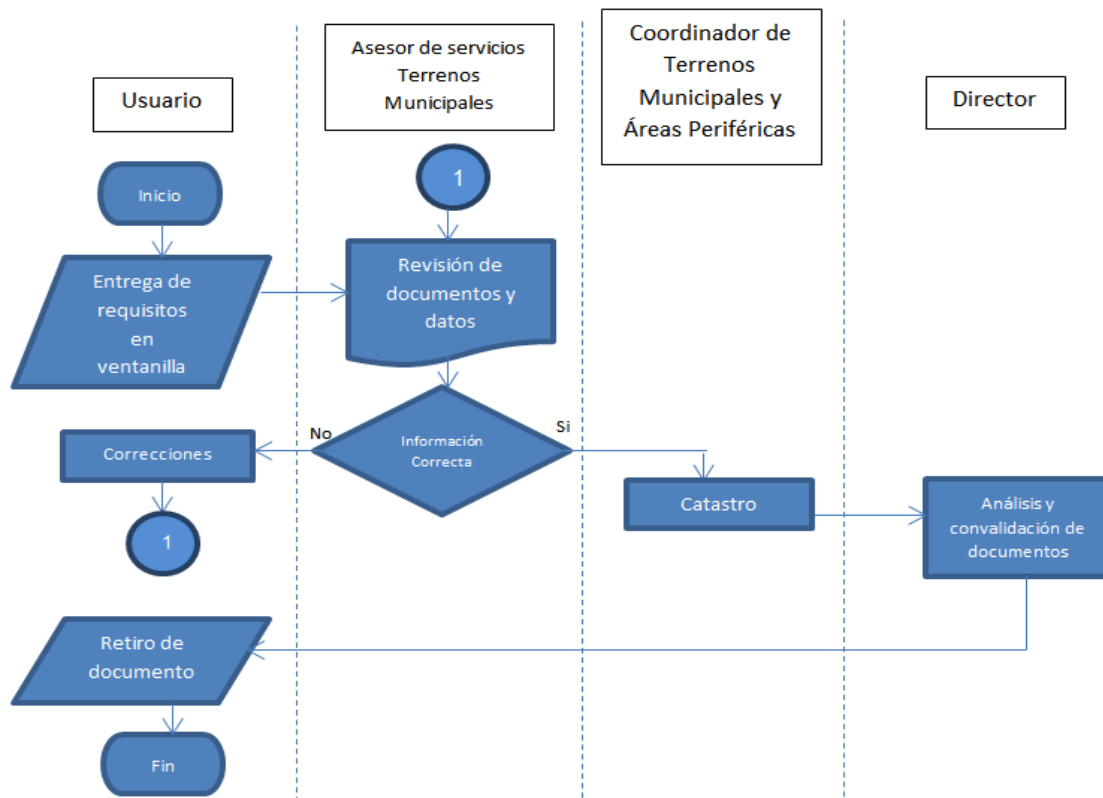 Usuario
Asesor de servicios
Terrenos
Municipales
Coordinador de
Terrenos
Municipales y
Áreas Periféricas
Director
Inicio
1
Entrega de
requisitos
en
ventanilla
Revisión de
documentos y
datos
No
Información
Correcta
Si
Correcciones
1
Catastro
Análisis y
convalidación de
documentos
Retiro de
documento
Fin